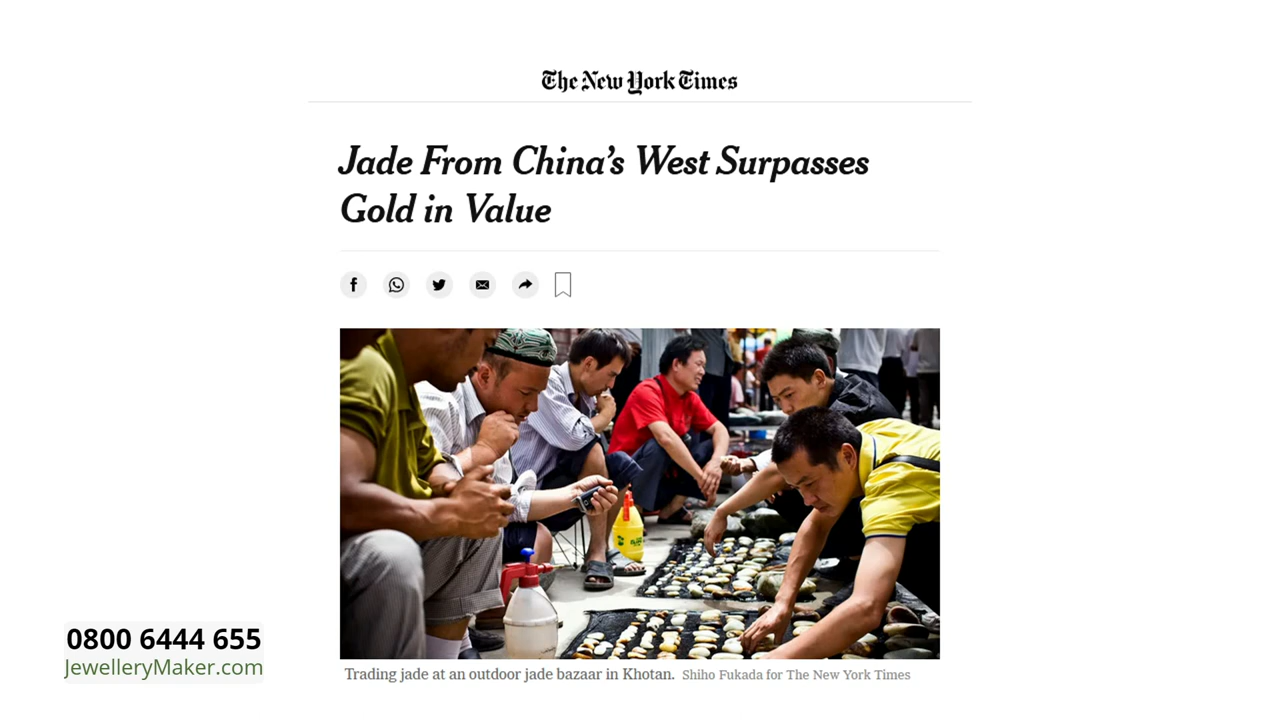 The New York Times
Jade From China’s West Surpasses
Gold in Value
Trading jade at an outdoor jade bazaar in Khotan. Shiho Fukada for The New York Times
0800 6444 655
JewelleryMaker.com